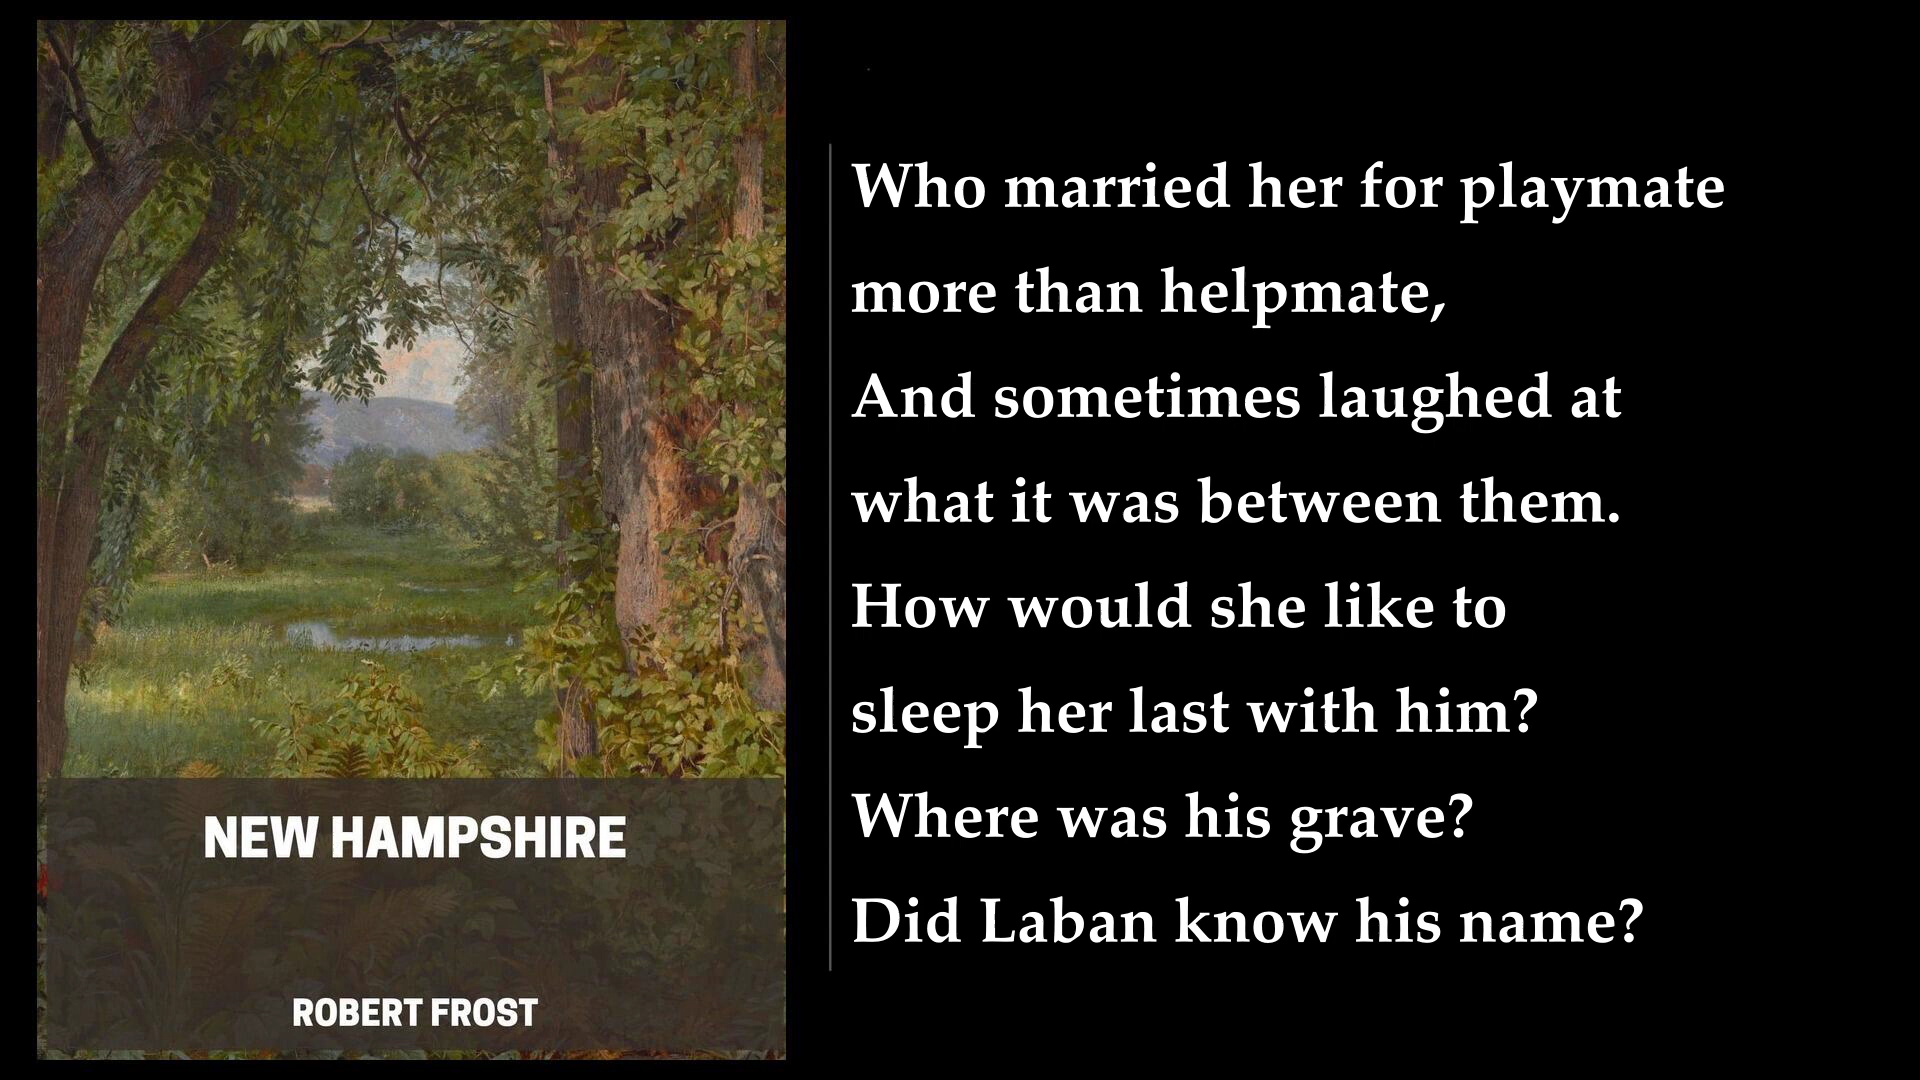 NEW HAMPSHIRE
ROBERT FROST
Who married her for playmate
more than helpmate,
And sometimes laughed at
what it was between them.
How would she like to
sleep her last with him?
Where was his grave?
Did Laban know his name?